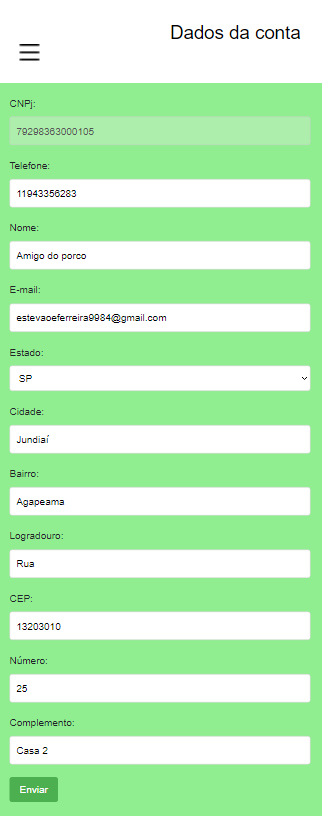 Dados da conta
CNPj:
79298363000105
Telefone:
11943356283
Nome:
Amigo do porco
E-mail:
estevaoeferreira9984@gmail.com
Estado:
SP
Cidade:
Jundiaí
Bairro:
Agapeama
Logradouro:
Rua
CEP:
13203010
Número:
25
Complemento:
Casa 2
Enviar